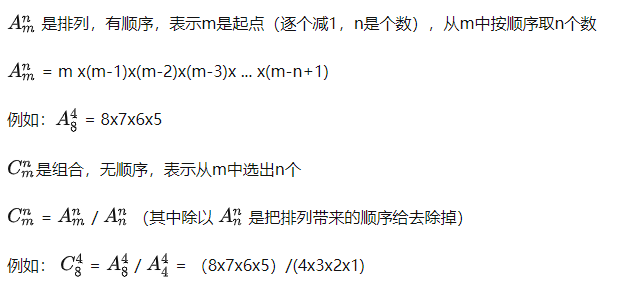 $A_m^n$ 是排列，有顺序，表示m是起点（逐个减1，n是个数），从m中按顺序取n个数
$A_m^n$ = m x(m-1)x(m-2)x(m-3)x ... x(m-n+1)
例如：$A_8^4$ = 8x7x6x5
$C_m^n$是组合，无顺序，表示从m中选出n个
$C_m^n$ = $A_m^n$ / $A_n^n$ （其中除以 $A_n^n$ 是把排列带来的顺序给去除掉）
例如： $C_8^4$ = $A_8^4$ / $A_4^4$ = （8x7x6x5）/(4x3x2x1)